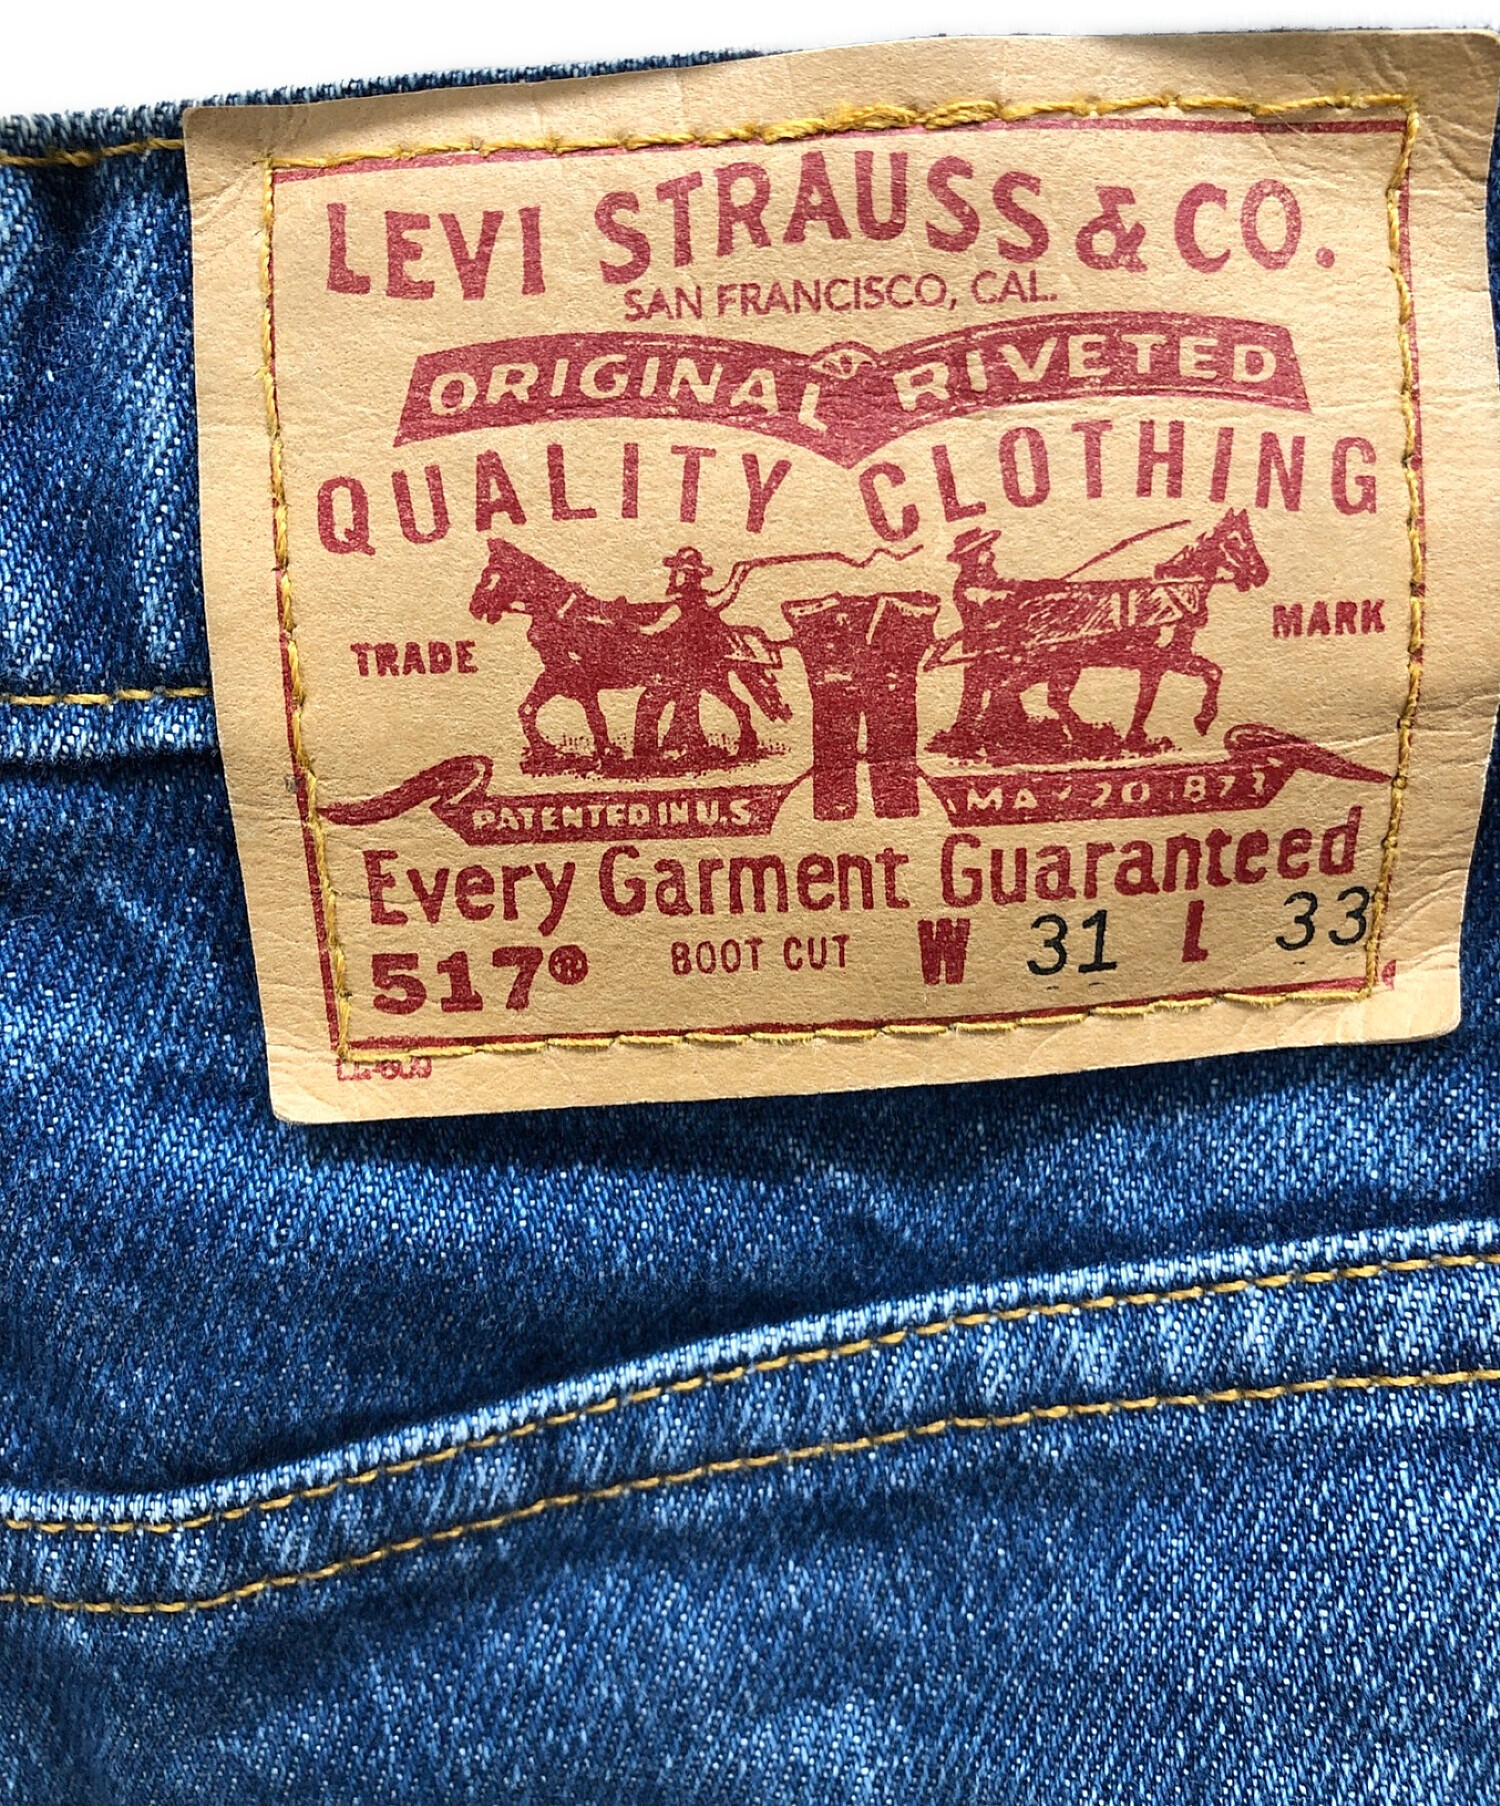 LEVI STRAUSS & CO.
SAN FRANCISCO, CAL.
ORIGINAL RIVETED
QUALITY CLOTHING
TRADE MARK
PATENTED IN U.S. MAY 20 1873
Every Garment Guaranteed
517® BOOT CUT W 31 L 33